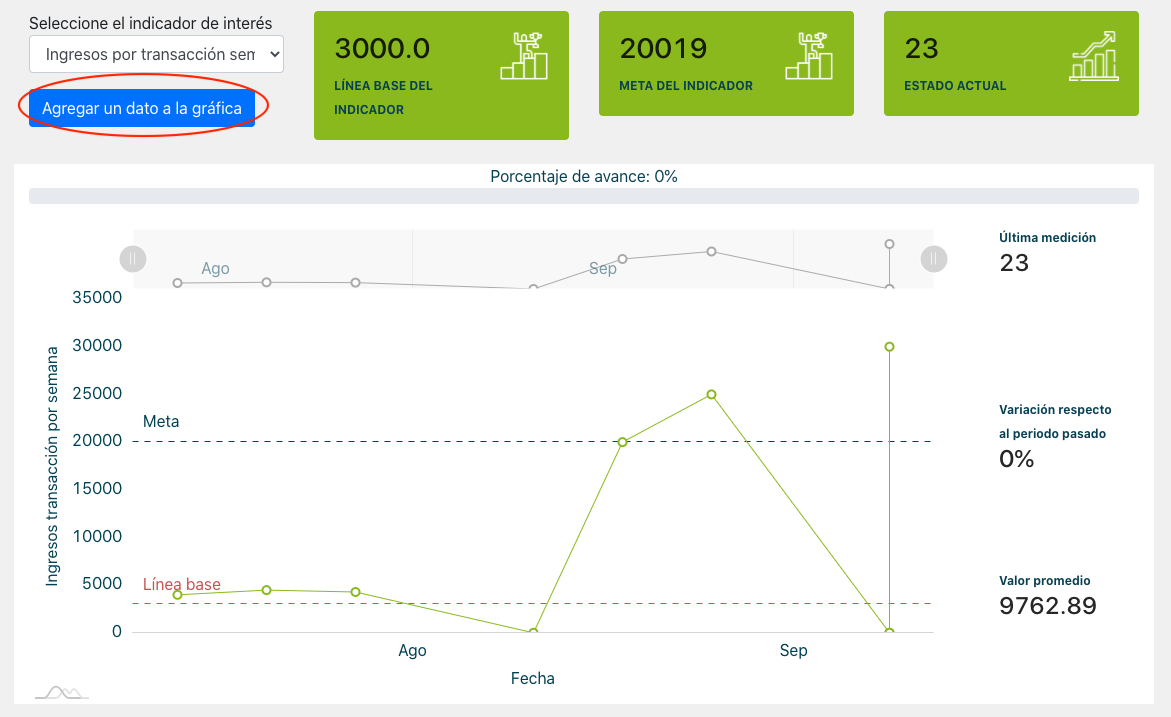 Seleccione el indicador de interés
Ingresos por transacción sem
Agregar un dato a la gráfica
3000.0
LÍNEA BASE DEL
INDICADOR
20019
META DEL INDICADOR
23
ESTADO ACTUAL
Porcentaje de avance: 0%
Ago
Sep
35000
30000
25000
20000
15000
10000
5000
0
Ingresos transacción por semana
Meta
Línea base
Ago
Sep
Fecha
Última medición
23
Variación respecto
al periodo pasado
0%
Valor promedio
9762.89